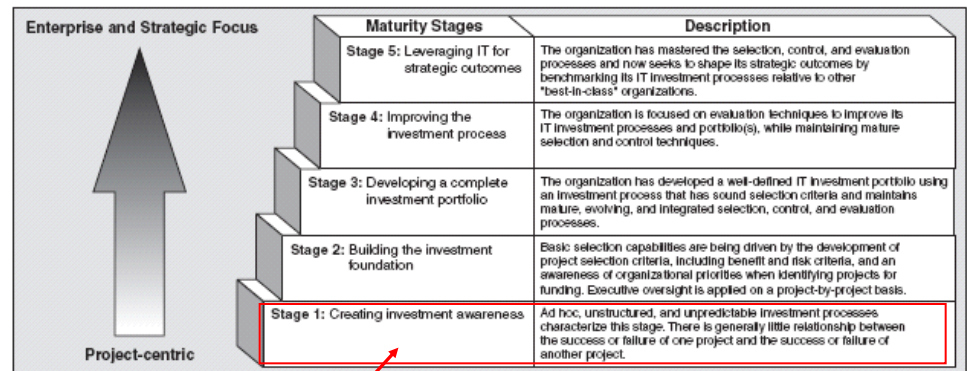 Enterprise and Strategic Focus
Maturity Stages
Description
Stage 5: Leveraging IT for
strategic outcomes
The organization has mastered the selection, control, and evaluation
processes and now seeks to shape its strategic outcomes by
benchmarking its IT investment processes relative to other
"best-in-class" organizations.
Stage 4: Improving the
investment process
The organization is focused on evaluation techniques to improve its
IT investment processes and portfolio(s), while maintaining mature
selection and control techniques.
Stage 3: Developing a complete
investment portfolio
The organization has developed a well-defined IT investment portfolio using
an investment process that has sound selection criteria and maintains
mature, evolving, and integrated selection, control, and evaluation
processes.
Stage 2: Building the investment
foundation
Basic selection capabilities are being driven by the development of
project selection criteria, including benefit and risk criteria, and an
awareness of organizational priorities when identifying projects for
funding. Executive oversight is applied on a project-by-project basis.
Stage 1: Creating investment awareness
Ad hoc, unstructured, and unpredictable investment processes
characterize this stage. There is generally little relationship between
the success or failure of one project and the success or failure of
another project.
Project-centric